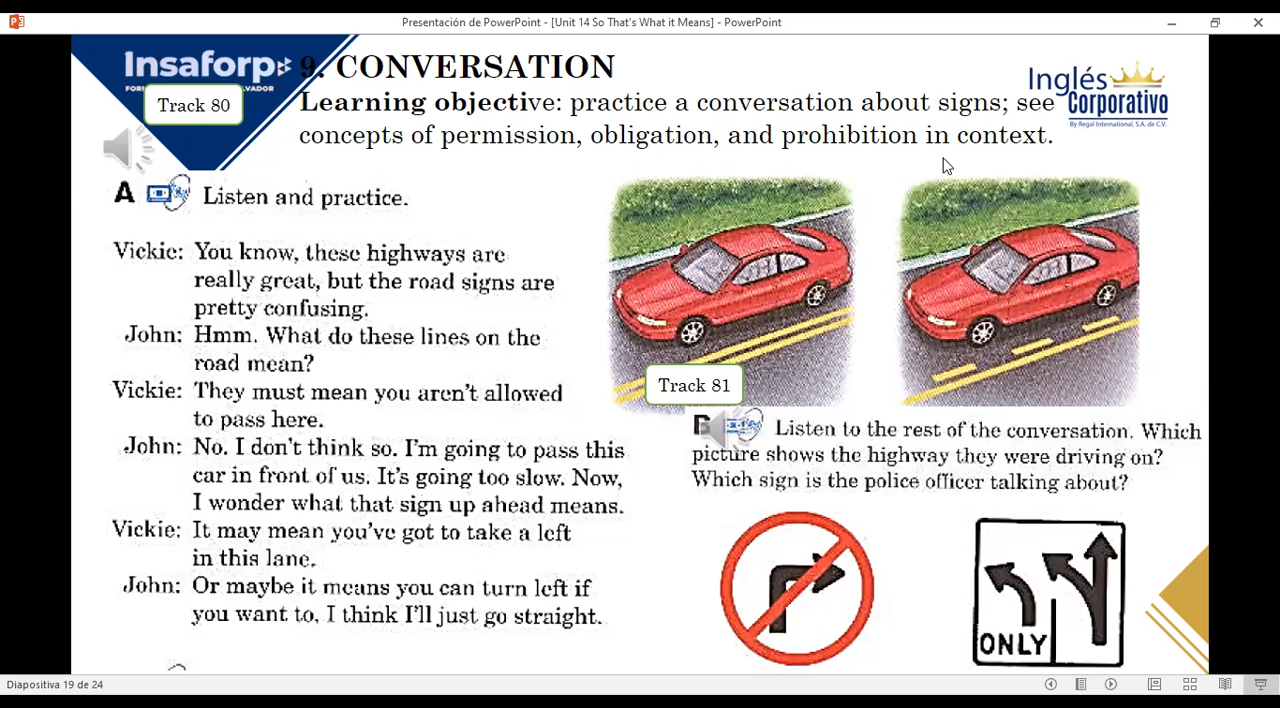 Presentación de PowerPoint - [Unit 14 So That's What it Means] - PowerPoint
Insaforp
Track 80
9. CONVERSATION
Learning objective: practice a conversation about signs; see
concepts of permission, obligation, and prohibition in context.
Inglés
Corporativo
By Regal International, S.A. de C.V.
A Listen and practice.
Vickie: You know, these highways are
really great, but the road signs are
pretty confusing.
John: Hmm. What do these lines on the
road mean?
Vickie: They must mean you aren't allowed
to pass here.
John: No. I don't think so. I'm going to pass this
car in front of us. It's going too slow. Now,
I wonder what that sign up ahead means.
Vickie: It may mean you've got to take a left
in this lane.
John: Or maybe it means you can turn left if
you want to. I think I'll just go straight.
Track 81
Listen to the rest of the conversation. Which
picture shows the highway they were driving on?
Which sign is the police officer talking about?
ONLY
Diapositiva 19 de 24